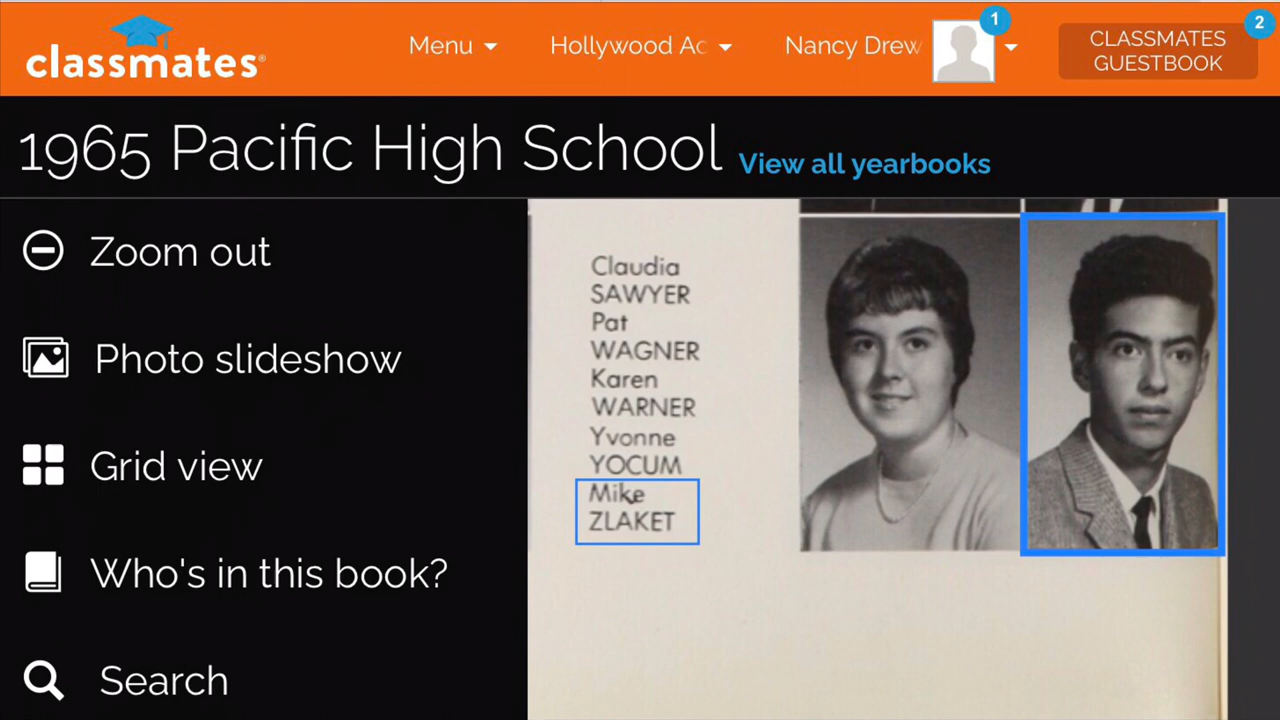 classmates
Menu
Hollywood Ac
Nancy Drew
1
2
CLASSMATES
GUESTBOOK
1965 Pacific High School
View all yearbooks
Zoom out
Photo slideshow
Grid view
Who's in this book?
Search
Claudia
SAWYER
Pat
WAGNER
Karen
WARNER
Yvonne
YOCUM
Mike
ZLAKET